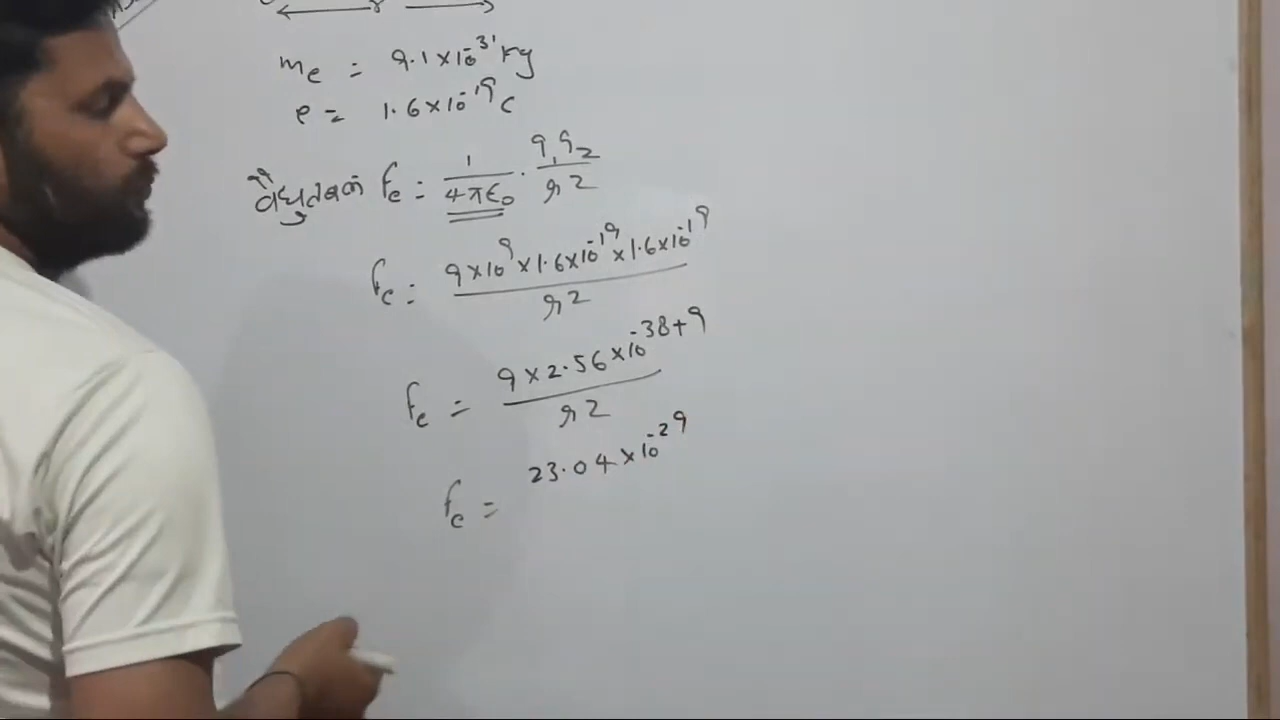 r
mₑ = 9.1×10⁻³¹ kg
e = 1.6×10⁻¹⁹ C
वैद्युतबल Fₑ = 1/4πϵ₀ · q₁q₂/r²
Fₑ = 9×10⁹×1.6×10⁻¹⁹×1.6×10⁻¹⁹/r²
Fₑ = 9×2.56×10⁻³⁸⁺⁹/r²
Fₑ = 23.04×10⁻²⁹